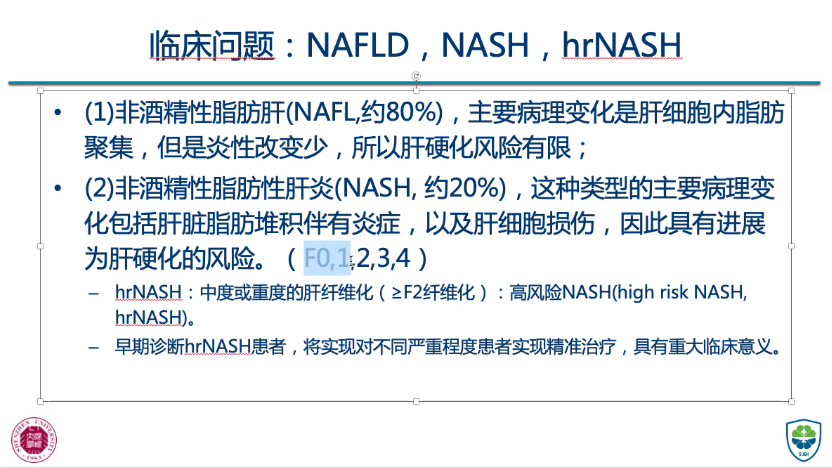 临床问题：NAFLD，NASH，hrNASH
• (1)非酒精性脂肪肝(NAFL,约80%)，主要病理变化是肝细胞内脂肪
聚集，但是炎性改变少，所以肝硬化风险有限；
• (2)非酒精性脂肪性肝炎(NASH, 约20%)，这种类型的主要病理变
化包括肝脏脂肪堆积伴有炎症，以及肝细胞损伤，因此具有进展
为肝硬化的风险。（F0,1,2,3,4）
– hrNASH：中度或重度的肝纤维化（≥F2纤维化）：高风险NASH(high risk NASH,
hrNASH)。
– 早期诊断hrNASH患者，将实现对不同严重程度患者实现精准治疗，具有重大临床意义。
SHENZHEN UNIVERSITY
1983
SJBH